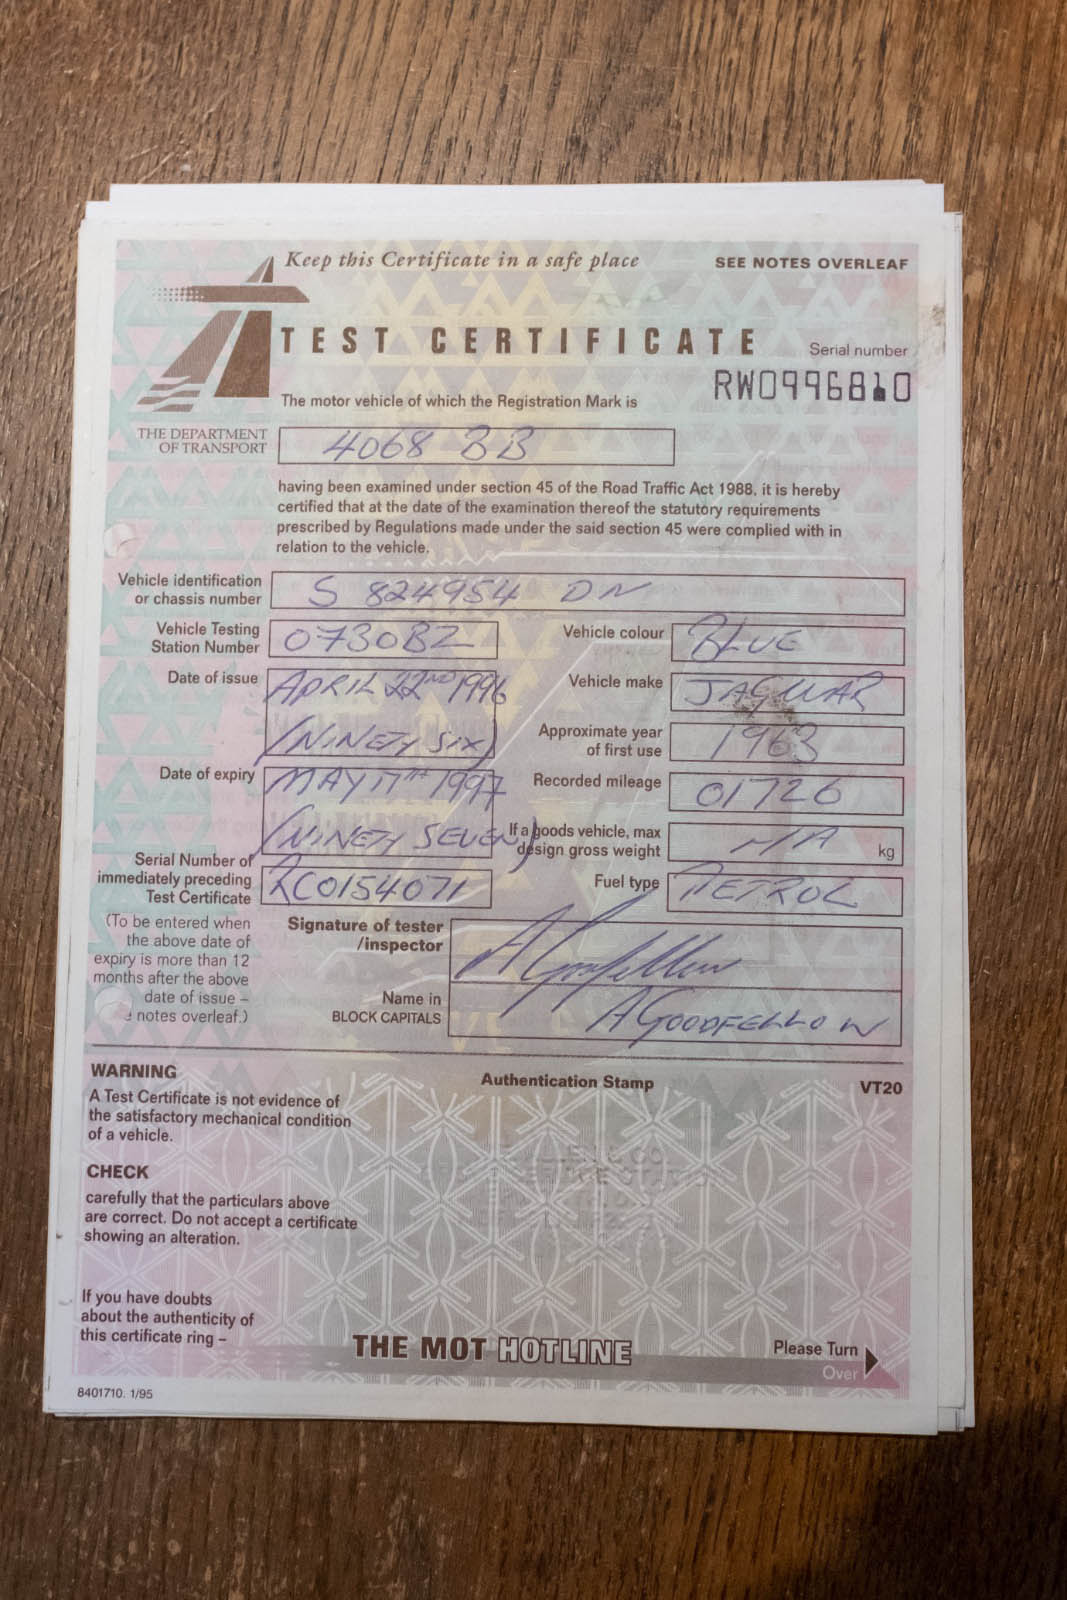 Keep this Certificate in a safe place
SEE NOTES OVERLEAF
TEST CERTIFICATE
Serial number
RW0996810
The motor vehicle of which the Registration Mark is
THE DEPARTMENT
OF TRANSPORT
4068 BB
having been examined under section 45 of the Road Traffic Act 1988, it is hereby
certified that at the date of the examination thereof the statutory requirements
prescribed by Regulations made under the said section 45 were complied with in
relation to the vehicle.
Vehicle identification
or chassis number
S 824954 DN
Vehicle Testing
Station Number
0730BZ
Vehicle colour
BLUE
Date of issue
APRIL 22ND 1996
(NINETY SIX)
Vehicle make
JAGUAR
Approximate year
of first use
1963
Date of expiry
MAY 17TH 1997
(NINETY SEVEN)
Recorded mileage
01726
If a goods vehicle, max
design gross weight
N/A
kg
Serial Number of
immediately preceding
Test Certificate
RC0154071
Fuel type
PETROL
(To be entered when
the above date of
expiry is more than 12
months after the above
date of issue –
notes overleaf.)
Signature of tester
/inspector
A Goodfellow
Name in
BLOCK CAPITALS
A GOODFELLOW
WARNING
A Test Certificate is not evidence of
the satisfactory mechanical condition
of a vehicle.
Authentication Stamp
VT20
CHECK
carefully that the particulars above
are correct. Do not accept a certificate
showing an alteration.
If you have doubts
about the authenticity of
this certificate ring –
THE MOT HOTLINE
Please Turn
Over
8401710. 1/95